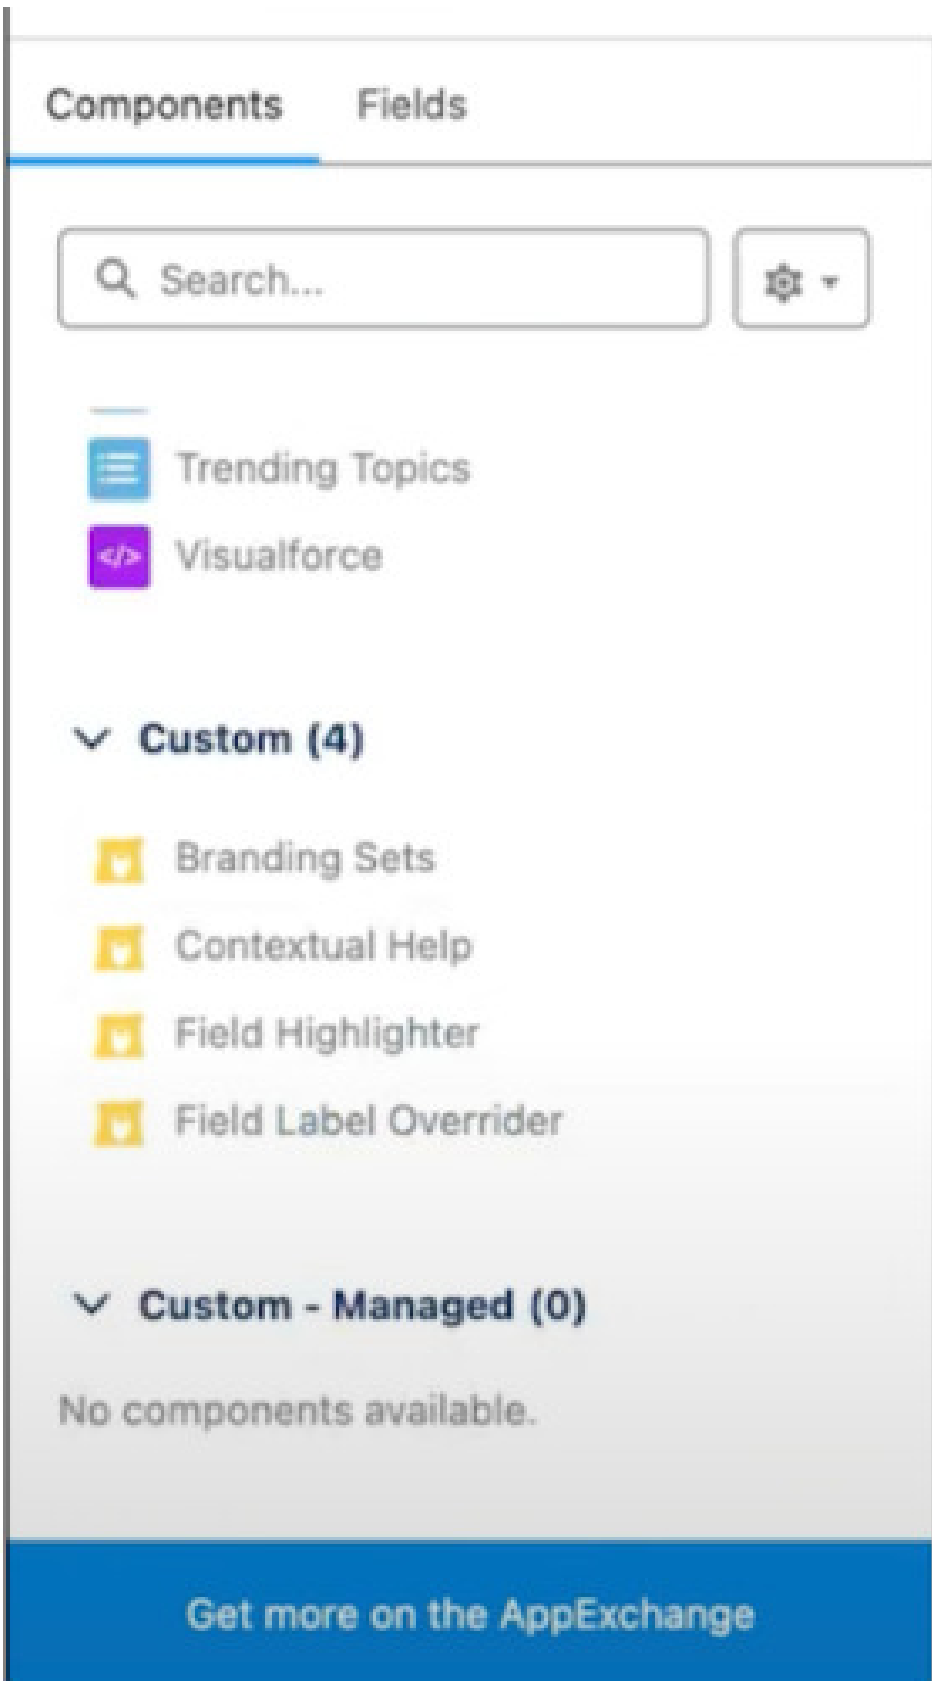 Components Fields
Search...
Trending Topics
</> Visualforce
Custom (4)
Branding Sets
Contextual Help
Field Highlighter
Field Label Overrider
Custom - Managed (0)
No components available.
Get more on the AppExchange